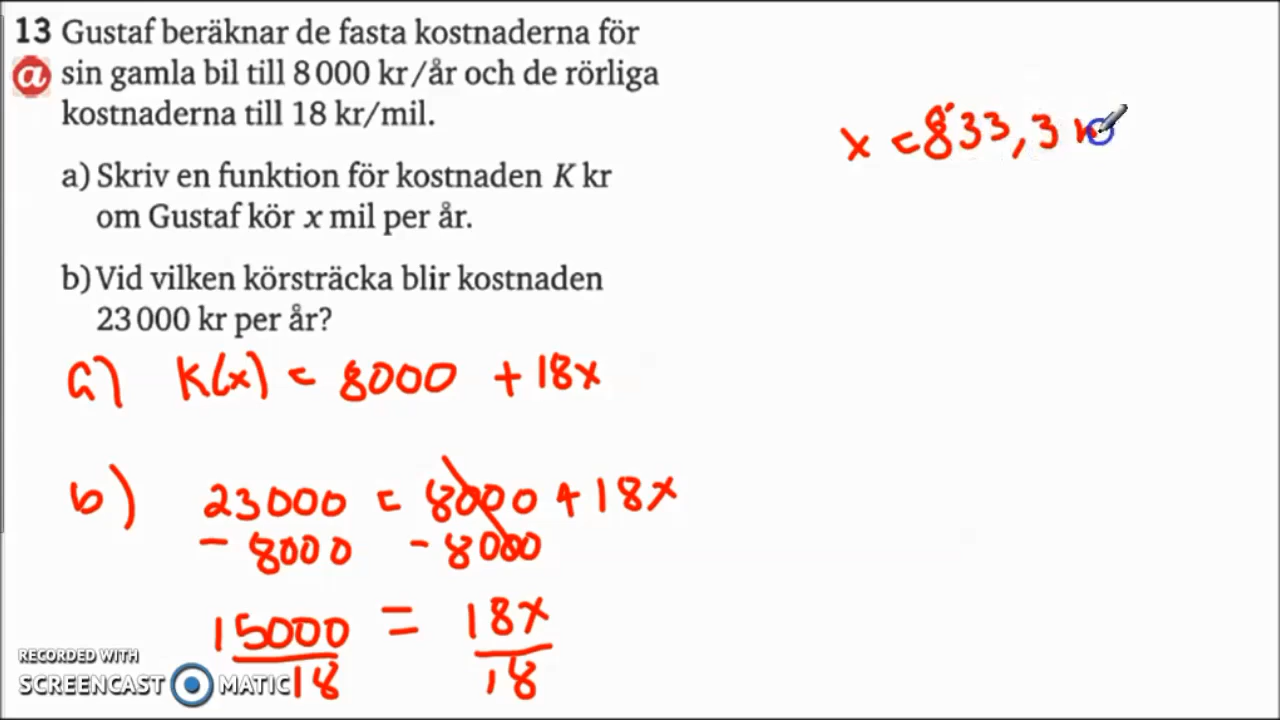 13 Gustaf beräknar de fasta kostnaderna för
a sin gamla bil till 8 000 kr/år och de rörliga
kostnaderna till 18 kr/mil.
a) Skriv en funktion för kostnaden K kr
om Gustaf kör x mil per år.
b) Vid vilken körsträcka blir kostnaden
23 000 kr per år?
x = 833,3
a) K(x) = 8000 + 18x
b) 23000 = 8000 + 18x
- 8000 - 8000
15000 = 18x
18 18
RECORDED WITH
SCREENCAST MATIC